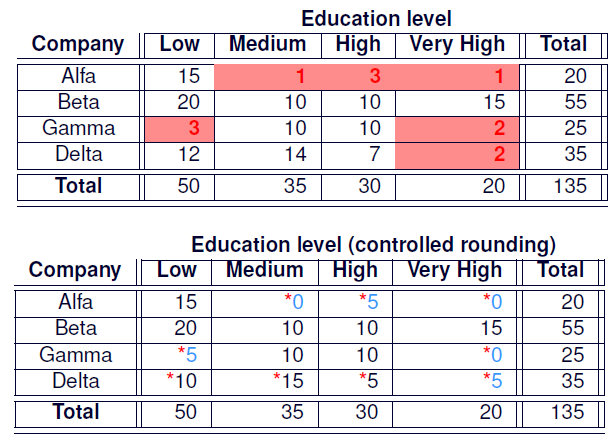 Education level
Company Low Medium High Very High Total
Alfa 15 1 3 1 20
Beta 20 10 10 15 55
Gamma 3 10 10 2 25
Delta 12 14 7 2 35
Total 50 35 30 20 135
Education level (controlled rounding)
Company Low Medium High Very High Total
Alfa 15 *0 *5 *0 20
Beta 20 10 10 15 55
Gamma *5 10 10 *0 25
Delta *10 *15 *5 *5 35
Total 50 35 30 20 135